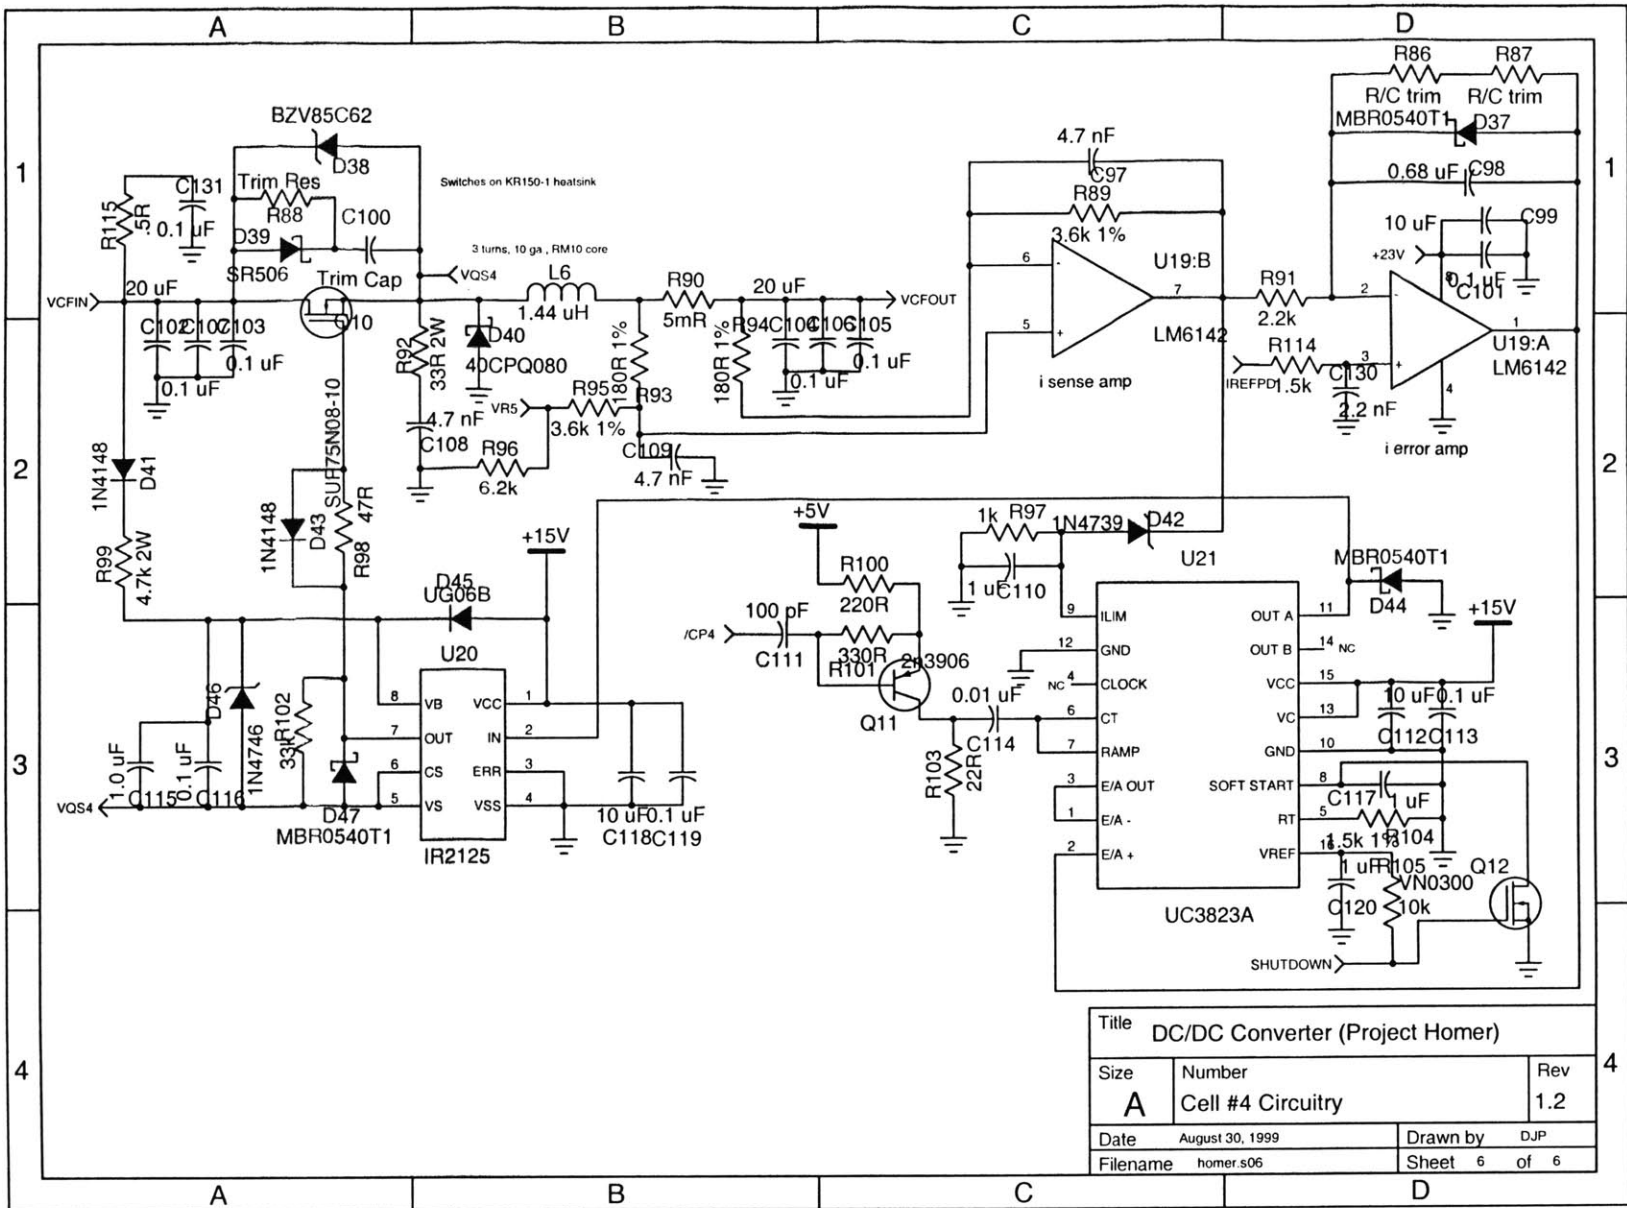 A B C D
R86 R87
R/C trim R/C trim
MBR0540T1 D37
0.68 uF C98
10 uF C99
+23V
0.1 uF
C101
BZV85C62
D38
4.7 nF
C97
1 1
C131
Trim Res
R88
C100
Switches on KR150-1 heatsink
R115
.5R
0.1 uF
D39
SR506
Trim Cap
R89
3.6k 1%
3 turns, 10 ga , RM10 core
VQS4
L6
1.44 uH
R90
5mR
20 uF
VCFOUT
6 -
5 +
7
U19:B
LM6142
i sense amp
R91
2.2k
2 -
3 +
8
4
1
U19:A
LM6142
R114
1.5k
IREFPD
C130
2.2 nF
i error amp
VCFIN
20 uF
C102 C107 C103
0.1 uF
0.1 uF
Q10
R92
33R 2W
D40
40CPQ080
180R 1%
R93
R94
180R 1%
C104 C106 C105
0.1 uF
0.1 uF
SUP75N08-10
VR5
R95
3.6k 1%
4.7 nF
C108
R96
6.2k
C109
4.7 nF
2 2
1N4148
D41
1N4148
D43
47R
R98
R99
4.7k 2W
+15V
D45
UG06B
+5V
R100
220R
1k R97
1N4739 D42
1 uF
C110
U21
MBR0540T1
D44
+15V
100 pF
/CP4
C111
330R
R101
2n3906
Q11
0.01 uF
C114
R103
22R
9 ILIM
12 GND
NC 4 CLOCK
6 CT
7 RAMP
3 E/A OUT
1 E/A -
2 E/A +
OUT A 11
OUT B 14 NC
VCC 15
VC 13
GND 10
SOFT START 8
RT 5
VREF 16
UC3823A
10 uF 0.1 uF
C112 C113
C117 1 uF
1.5k 1% R104
1 uF R105
C120 10k
VN0300
Q12
SHUTDOWN
U20
8 VB VCC 1
7 OUT IN 2
6 CS ERR 3
5 VS VSS 4
IR2125
D46
1N4746
R102
33k
1.0 uF
C115
0.1 uF
C116
VQS4
D47
MBR0540T1
10 uF 0.1 uF
C118 C119
3 3
4 4
Title DC/DC Converter (Project Homer)
Size Number Rev
A Cell #4 Circuitry 1.2
Date August 30, 1999 Drawn by DJP
Filename homer.s06 Sheet 6 of 6
A B C D